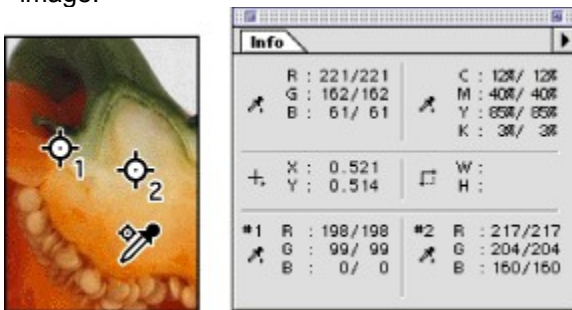 image.
Info
R : 221/221 C : 12%/ 12%
G : 162/162 M : 40%/ 40%
B : 61/ 61 Y : 85%/ 85%
K : 3%/ 3%
X : 0.521 W :
Y : 0.514 H :
#1 R : 198/198 #2 R : 217/217
G : 99/ 99 G : 204/204
B : 0/ 0 B : 160/160
1
2